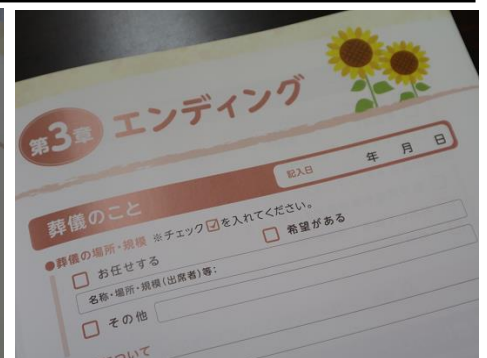 第3章 エンディング
葬儀のこと
記入日 年 月 日
●葬儀の場所・規模 ※チェック☑を入れてください。
□ お任せする □ 希望がある
名称・場所・規模(出席者)等:
□ その他
ついて